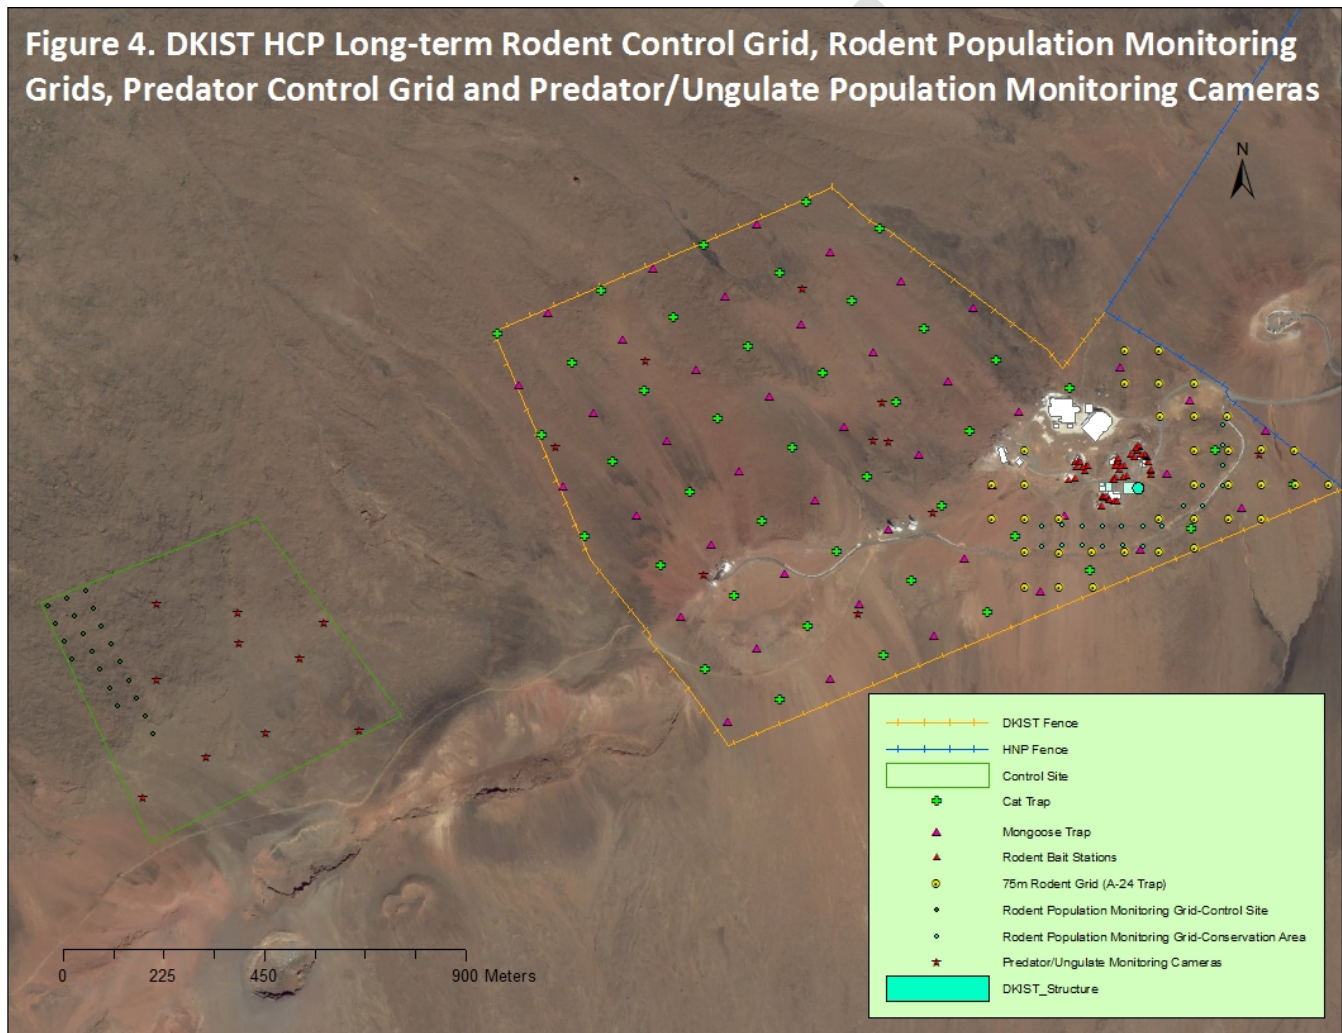 Figure 4. DKIST HCP Long-term Rodent Control Grid, Rodent Population Monitoring
Grids, Predator Control Grid and Predator/Ungulate Population Monitoring Cameras
N
DKIST Fence
HNP Fence
Control Site
Cat Trap
Mongoose Trap
Rodent Bait Stations
75m Rodent Grid (A-24 Trap)
Rodent Population Monitoring Grid-Control Site
Rodent Population Monitoring Grid-Conservation Area
Predator/Ungulate Monitoring Cameras
DKIST_Structure
0 225 450 900 Meters